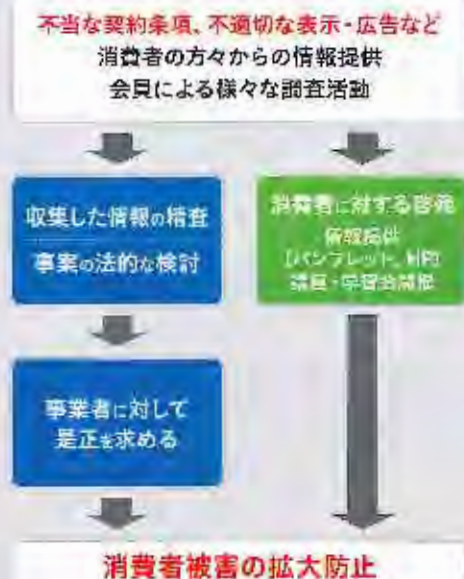 不当な契約条項、不適切な表示・広告など
消費者の方々からの情報提供
会員による様々な調査活動
収集した情報の精査
事案の法的な検討
消費者に対する啓発
情報提供
(パンフレット、HP)
講座・学習会開催
事業者に対して
是正を求める
消費者被害の拡大防止